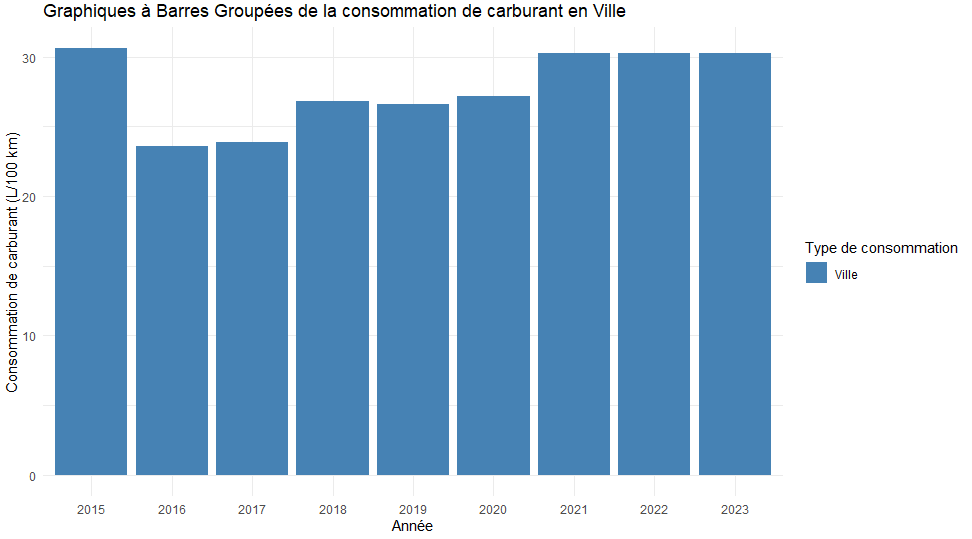 Graphiques à Barres Groupées de la consommation de carburant en Ville
Consommation de carburant (L/100 km)
30
20
10
0
2015 2016 2017 2018 2019 2020 2021 2022 2023
Année
Type de consommation
Ville